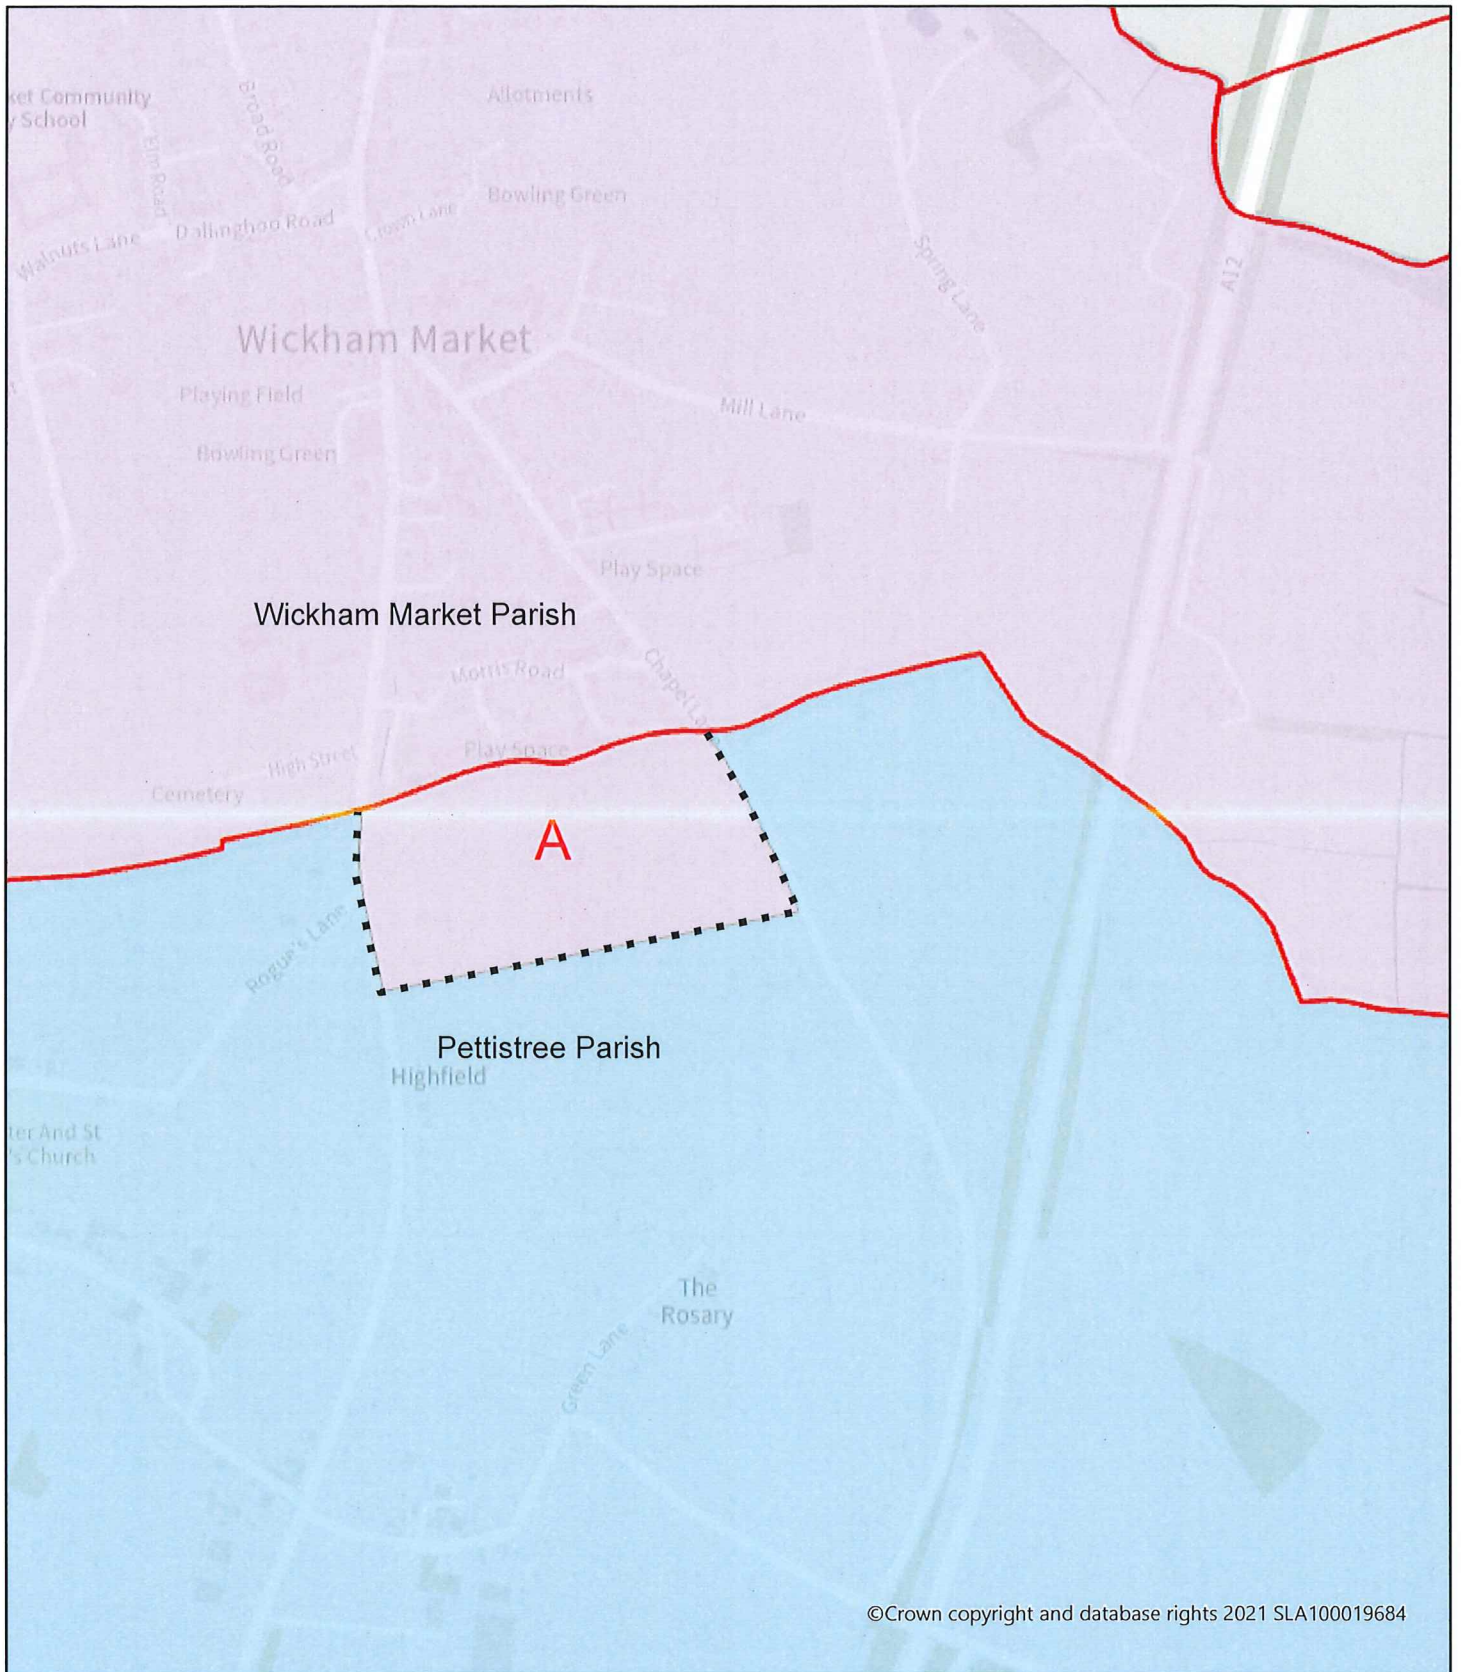 ket Community
y School
Allotments
Broad Road
Elm Road
Bowling Green
Dallinghoo Road
Crown Lane
Walnuts Lane
Spring Lane
A12
Wickham Market
Playing Field
Mill Lane
Bowling Green
Play Space
Wickham Market Parish
Morris Road
Chapel Lane
Play Space
High Street
Cemetery
A
Rogue's Lane
Pettistree Parish
Highfield
ter And St
's Church
The
Rosary
Green Lane
©Crown copyright and database rights 2021 SLA100019684